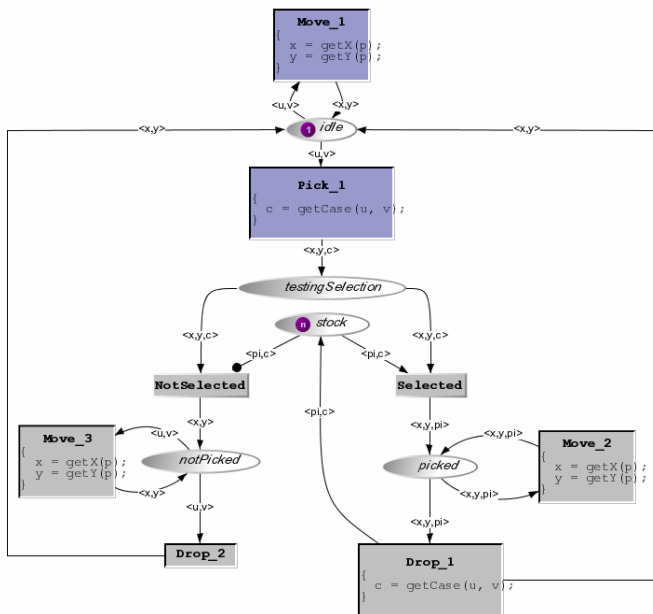 Move_1
{
x = getX(p);
y = getY(p);
}
<u,v>
<x,y>
<x,y>
1
idle
<x,y>
<u,v>
Pick_1
{
c = getCase(u, v);
}
<x,y,c>
testingSelection
<x,y,c>
n
stock
<x,y,c>
<pi,c>
<pi,c>
NotSelected
Selected
<x,y>
<pi,c>
<x,y,pi>
Move_3
{
x = getX(p);
y = getY(p);
}
<u,v>
notPicked
<x,y>
<x,y,pi>
picked
<x,y,pi>
Move_2
{
x = getX(p);
y = getY(p);
}
<u,v>
<x,y,pi>
Drop_2
Drop_1
{
c = getCase(u, v);
}